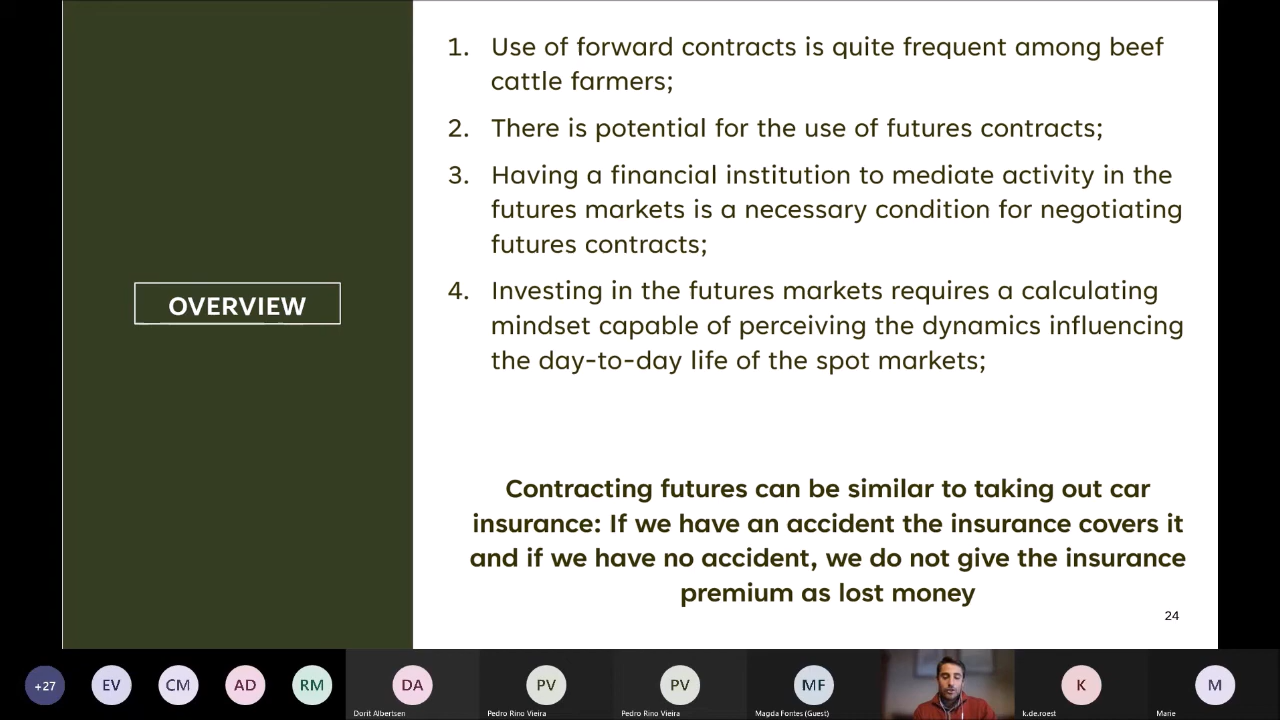 OVERVIEW
1. Use of forward contracts is quite frequent among beef
cattle farmers;
2. There is potential for the use of futures contracts;
3. Having a financial institution to mediate activity in the
futures markets is a necessary condition for negotiating
futures contracts;
4. Investing in the futures markets requires a calculating
mindset capable of perceiving the dynamics influencing
the day-to-day life of the spot markets;
Contracting futures can be similar to taking out car
insurance: If we have an accident the insurance covers it
and if we have no accident, we do not give the insurance
premium as lost money
24
+27 EV CM AD RM DA PV PV MF K M
Dorit Albertsen Pedro Rino Vieira Pedro Rino Vieira Magda Fontes (Guest) k.de.roest Marie